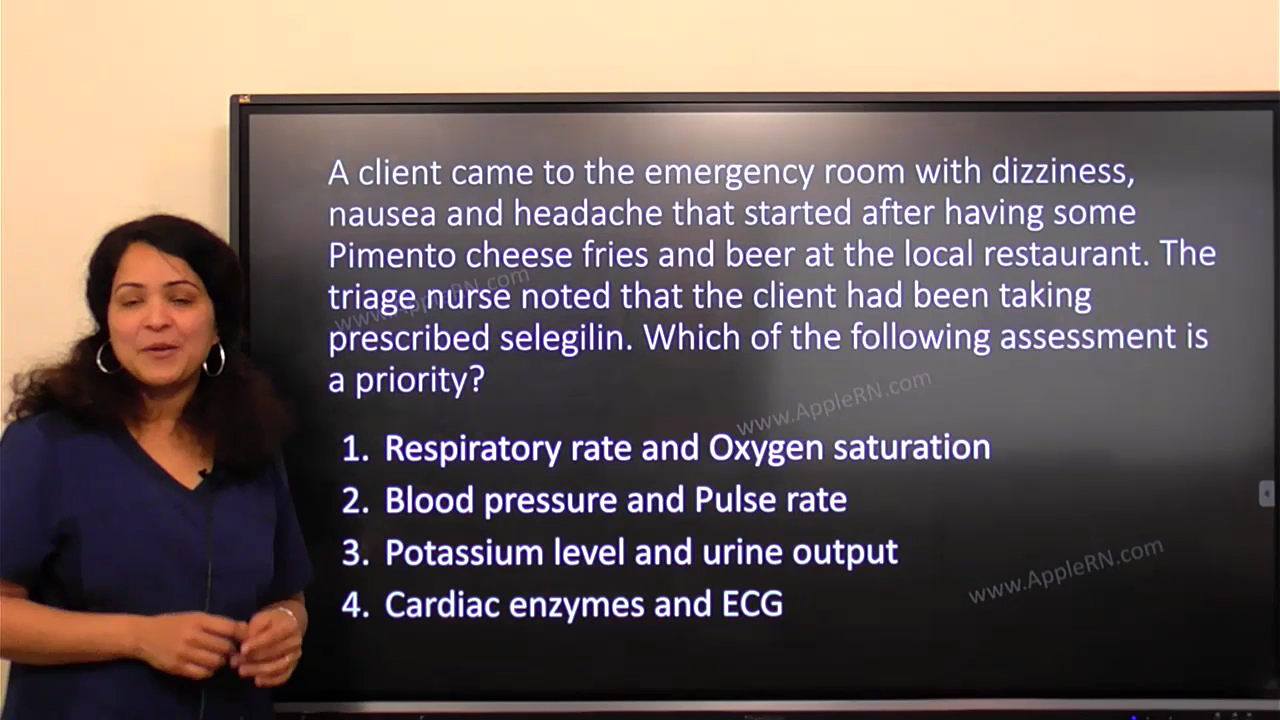 A client came to the emergency room with dizziness,
nausea and headache that started after having some
Pimento cheese fries and beer at the local restaurant. The
triage nurse noted that the client had been taking
prescribed selegilin. Which of the following assessment is
a priority?
1. Respiratory rate and Oxygen saturation
2. Blood pressure and Pulse rate
3. Potassium level and urine output
4. Cardiac enzymes and ECG
www.AppleRN.com
www.AppleRN.com
www.AppleRN.com